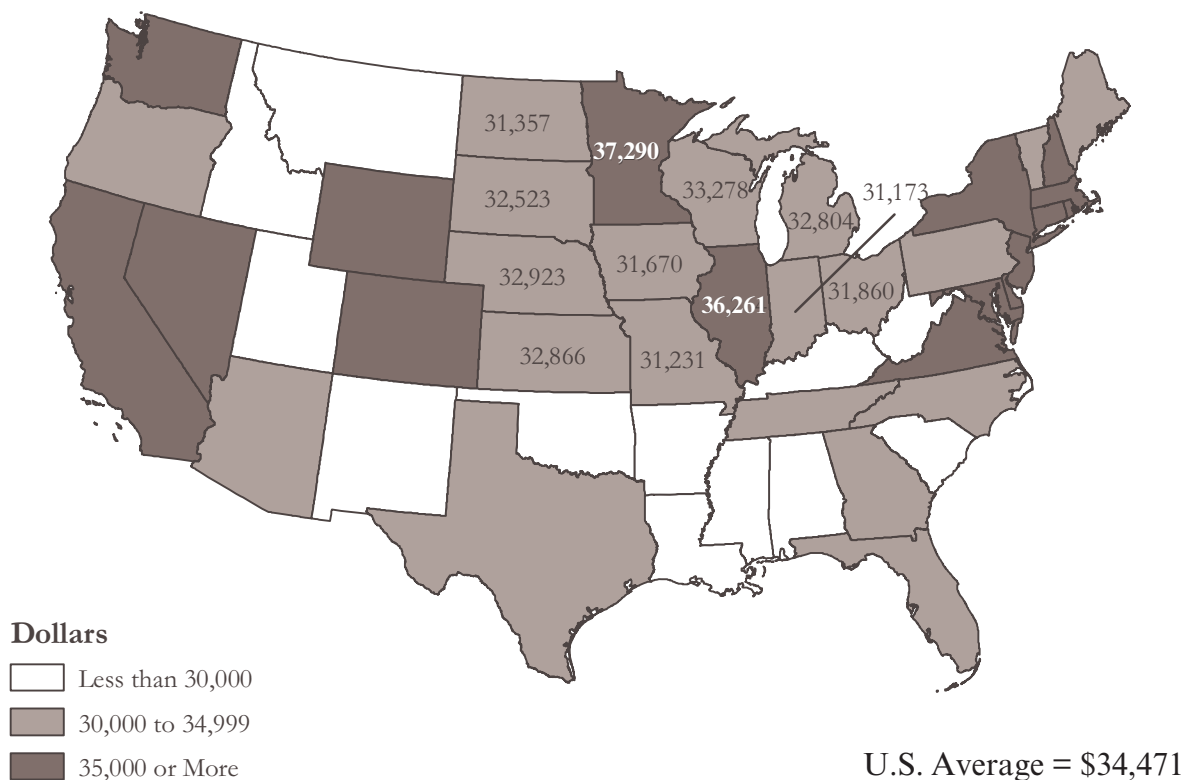 31,357
37,290
32,523
33,278
31,173
32,804
32,923
31,670
36,261
31,860
32,866
31,231
Dollars
Less than 30,000
30,000 to 34,999
35,000 or More
U.S. Average = $34,471